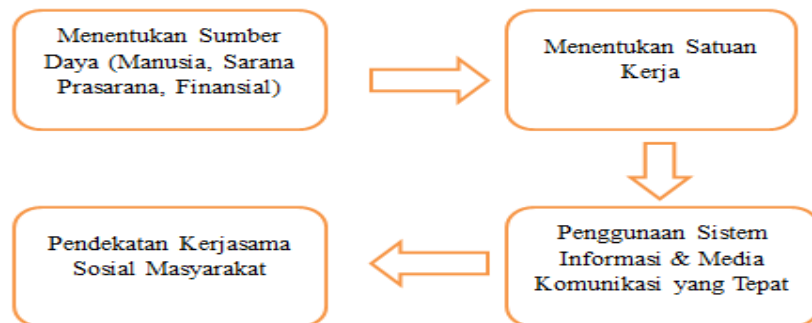 Menentukan Sumber
Daya (Manusia, Sarana
Prasarana, Finansial)
Menentukan Satuan
Kerja
Penggunaan Sistem
Informasi & Media
Komunikasi yang Tepat
Pendekatan Kerjasama
Sosial Masyarakat